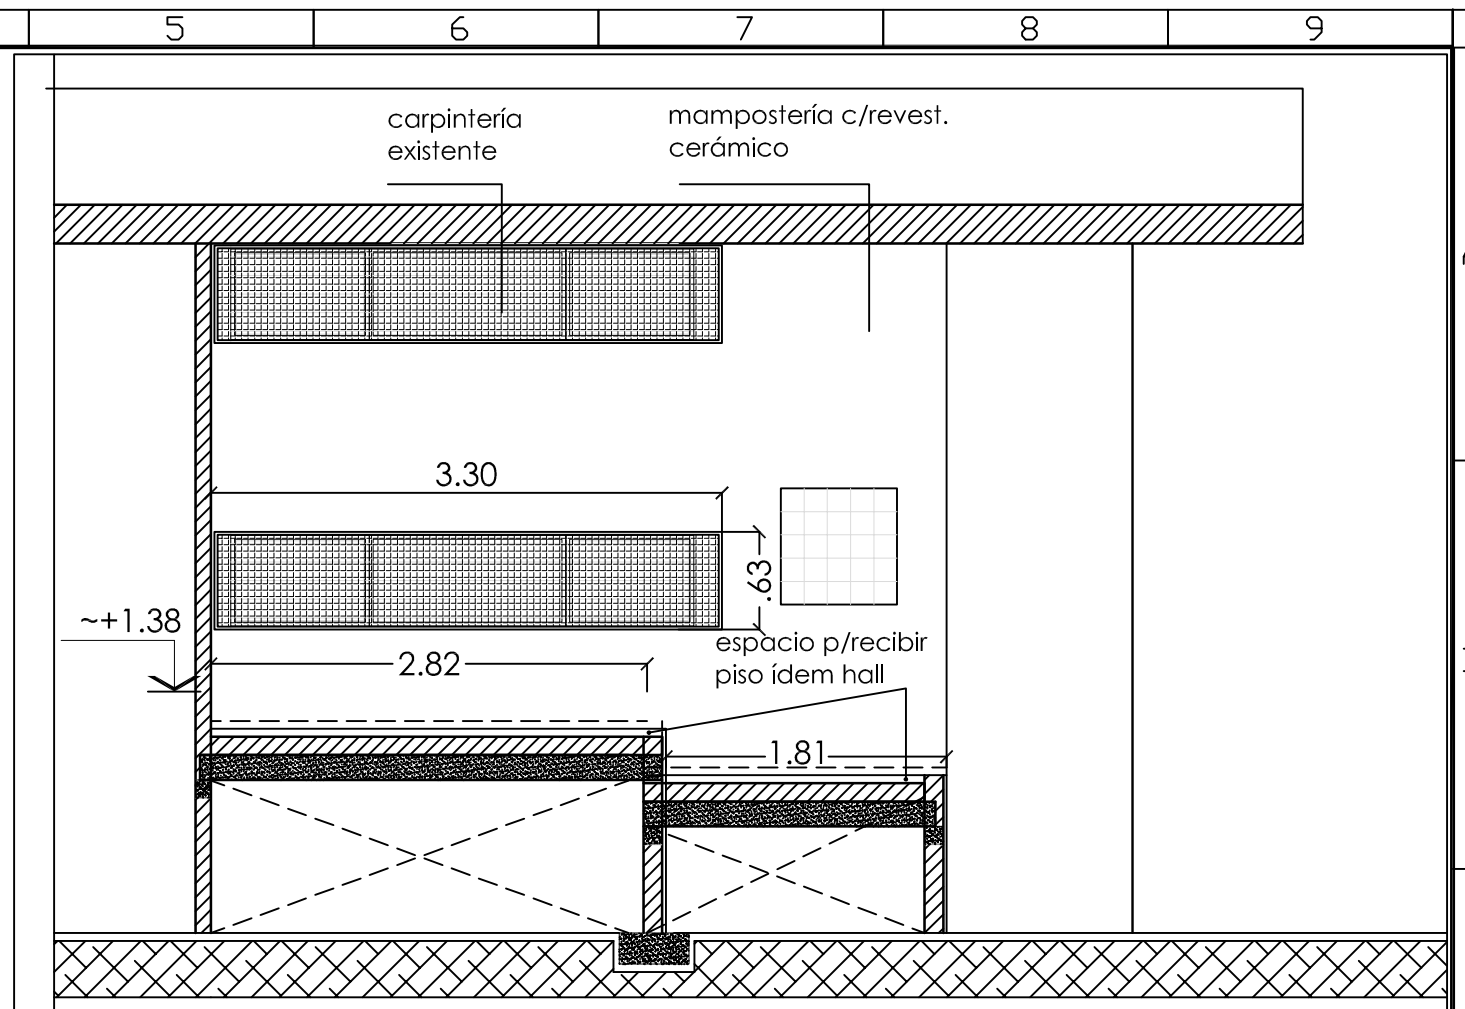 5 6 7 8 9
carpintería
existente
mampostería c/revest.
cerámico
3.30
.63
~+1.38
2.82
espacio p/recibir
piso ídem hall
1.81